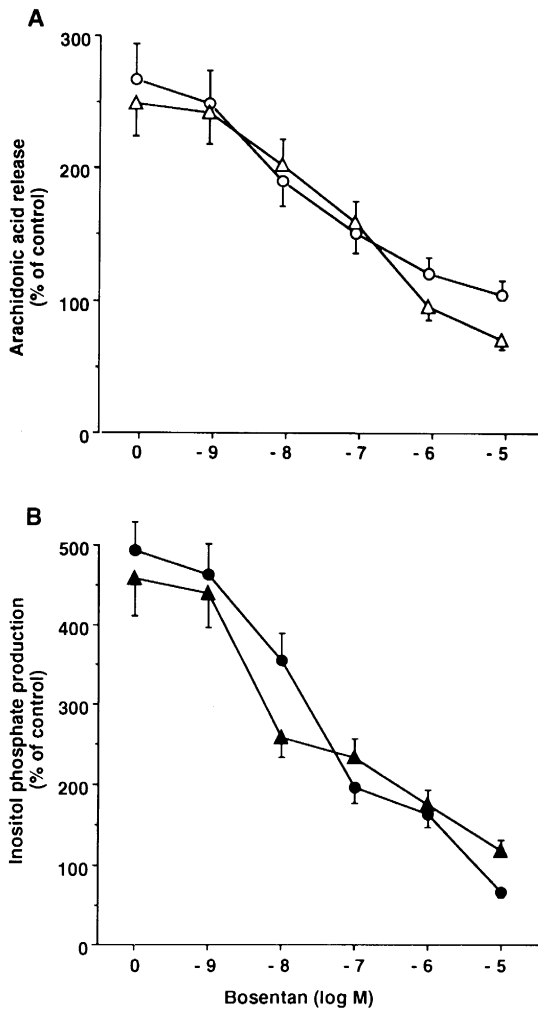 A
300
200
100
0
Arachidonic acid release
(% of control)
0 - 9 - 8 - 7 - 6 - 5
B
500
400
300
200
100
0
Inositol phosphate production
(% of control)
0 - 9 - 8 - 7 - 6 - 5
Bosentan (log M)